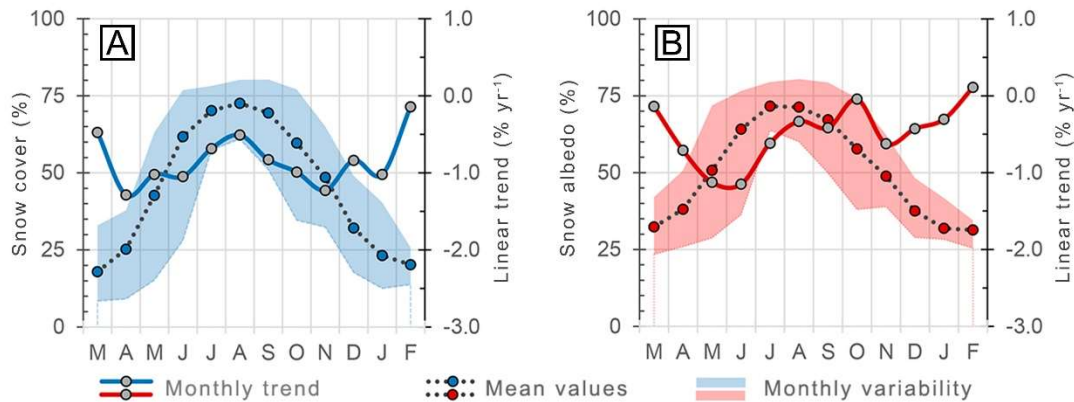 A
Snow cover (%)
100
75
50
25
0
1.0
0.0
-1.0
-2.0
-3.0
Linear trend (% yr⁻¹)
M A M J J A S O N D J F
B
Snow albedo (%)
100
75
50
25
0
1.0
0.0
-1.0
-2.0
-3.0
Linear trend (% yr⁻¹)
M A M J J A S O N D J F
Monthly trend
Mean values
Monthly variability